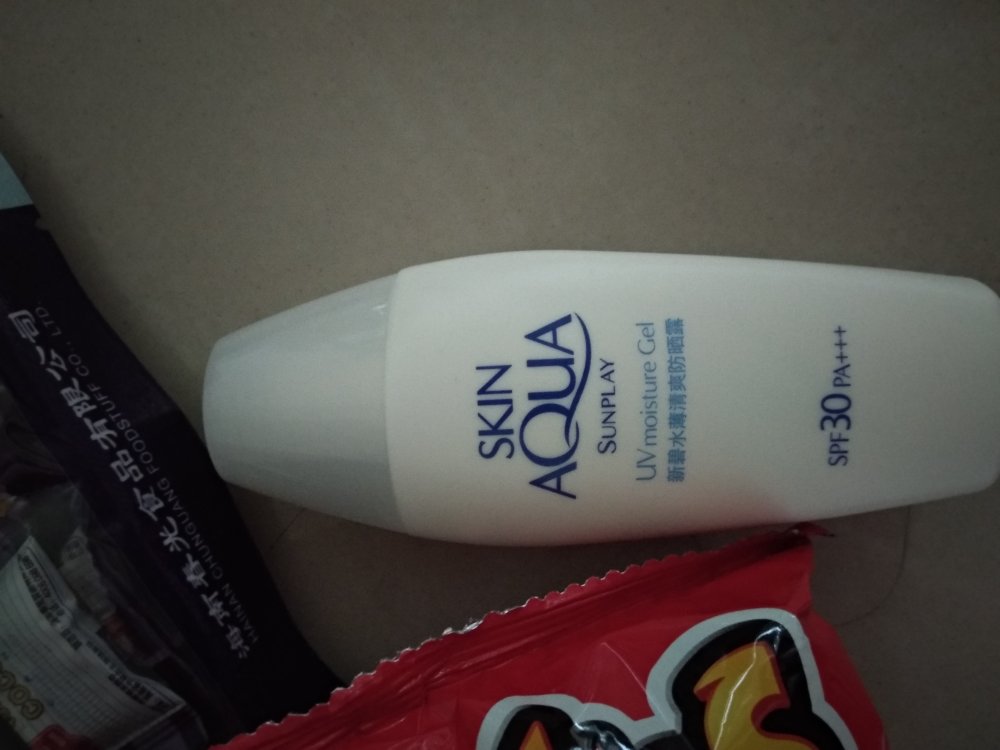 SKIN
AQUA
SUNPLAY
UV moisture Gel
新碧水薄清爽防晒露
SPF30 PA+++
海南春光食品有限公司
HAINAN CHUNGUANG FOODSTUFF CO., LTD.